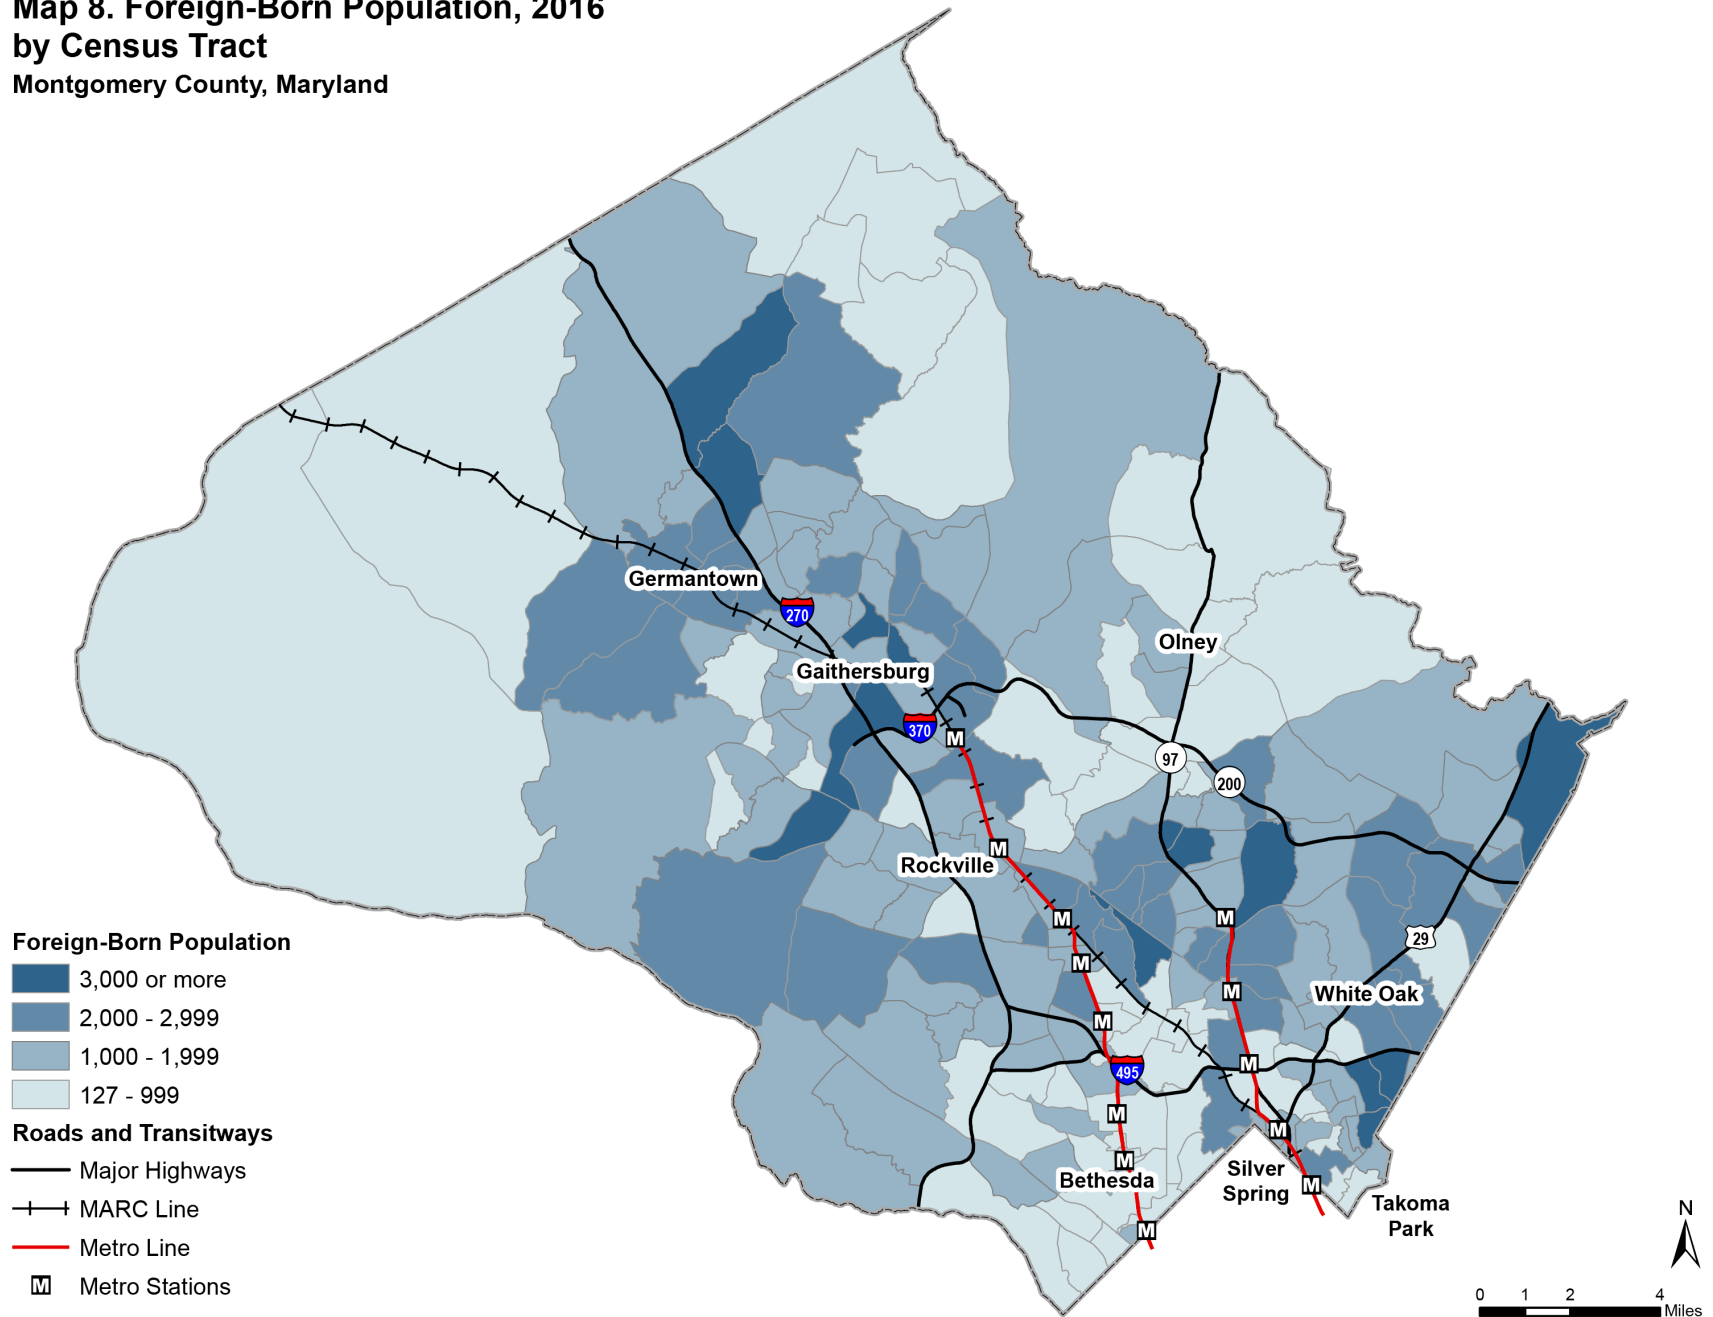 Map 8. Foreign-Born Population, 2016
by Census Tract
Montgomery County, Maryland
Germantown
270
Olney
Gaithersburg
370
M
97
200
M
Rockville
M
M
29
M
M
White Oak
M
M
495
M
M
M
Bethesda
Silver
Spring
M
Takoma
Park
M
Foreign-Born Population
3,000 or more
2,000 - 2,999
1,000 - 1,999
127 - 999
Roads and Transitways
Major Highways
MARC Line
Metro Line
M Metro Stations
N
0 1 2 4
Miles